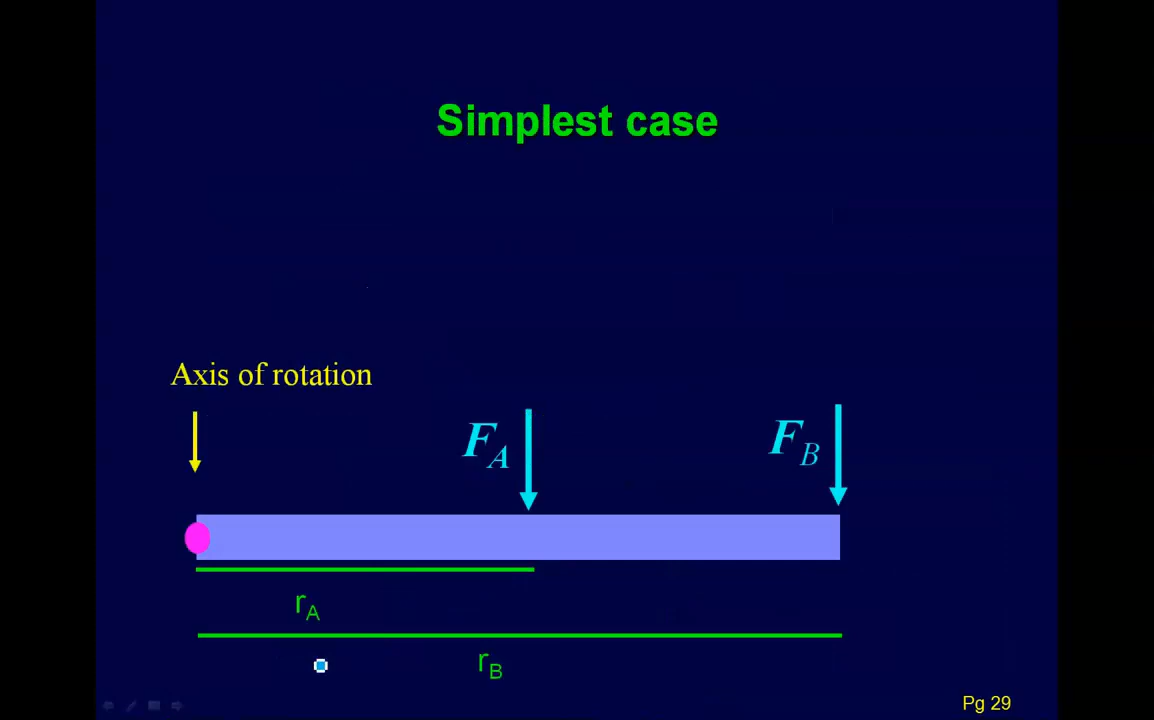 Simplest case
Axis of rotation
F_A
F_B
r_A
r_B
Pg 29